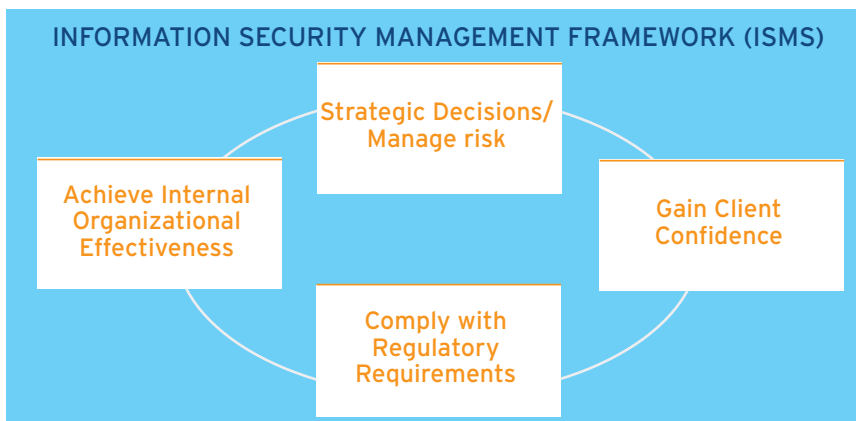 INFORMATION SECURITY MANAGEMENT FRAMEWORK (ISMS)
Strategic Decisions/
Manage risk
Achieve Internal
Organizational
Effectiveness
Gain Client
Confidence
Comply with
Regulatory
Requirements